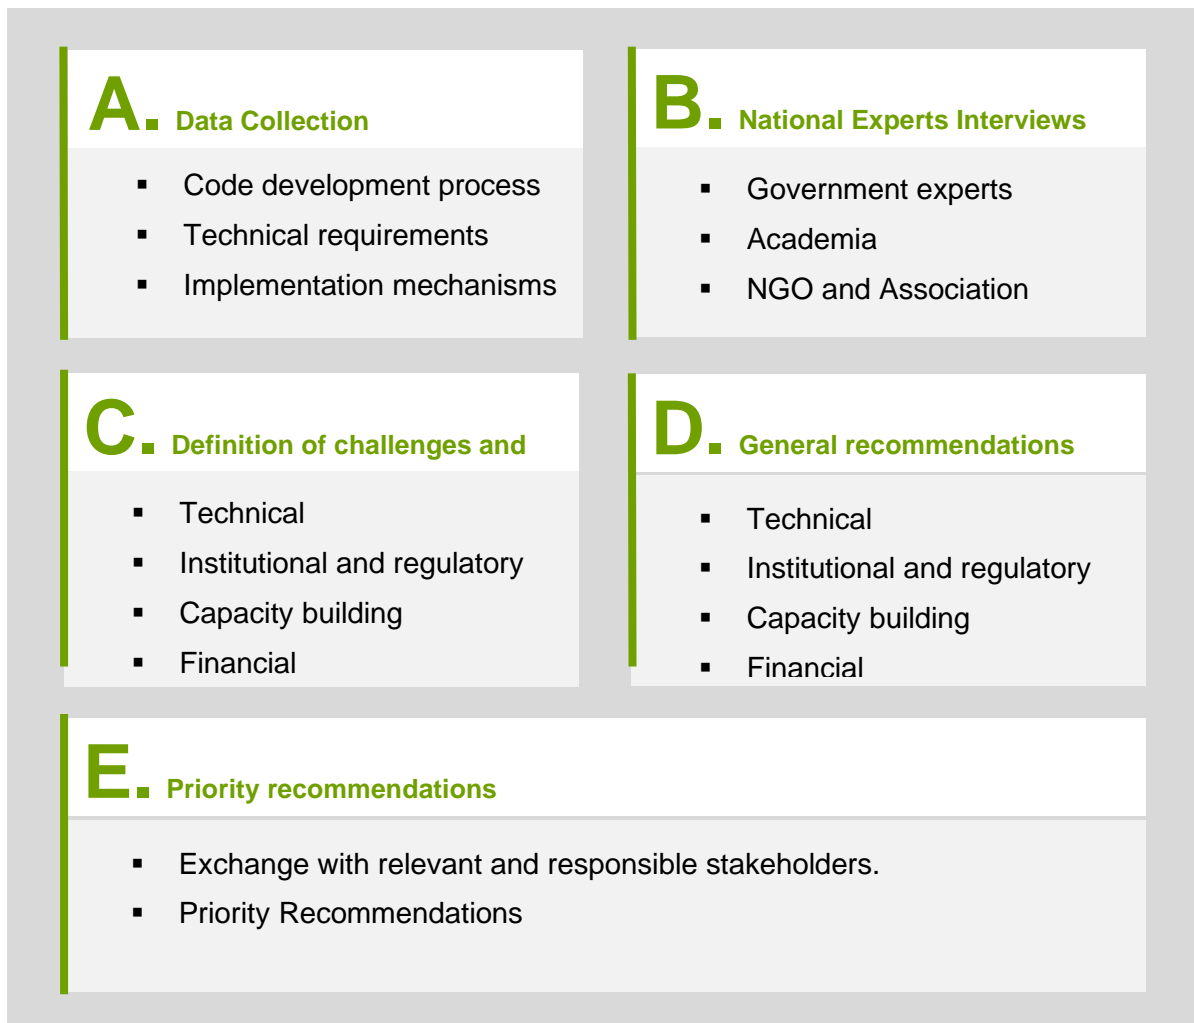 A. Data Collection
▪ Code development process
▪ Technical requirements
▪ Implementation mechanisms
B. National Experts Interviews
▪ Government experts
▪ Academia
▪ NGO and Association
C. Definition of challenges and
▪ Technical
▪ Institutional and regulatory
▪ Capacity building
▪ Financial
D. General recommendations
▪ Technical
▪ Institutional and regulatory
▪ Capacity building
▪ Financial
E. Priority recommendations
▪ Exchange with relevant and responsible stakeholders.
▪ Priority Recommendations